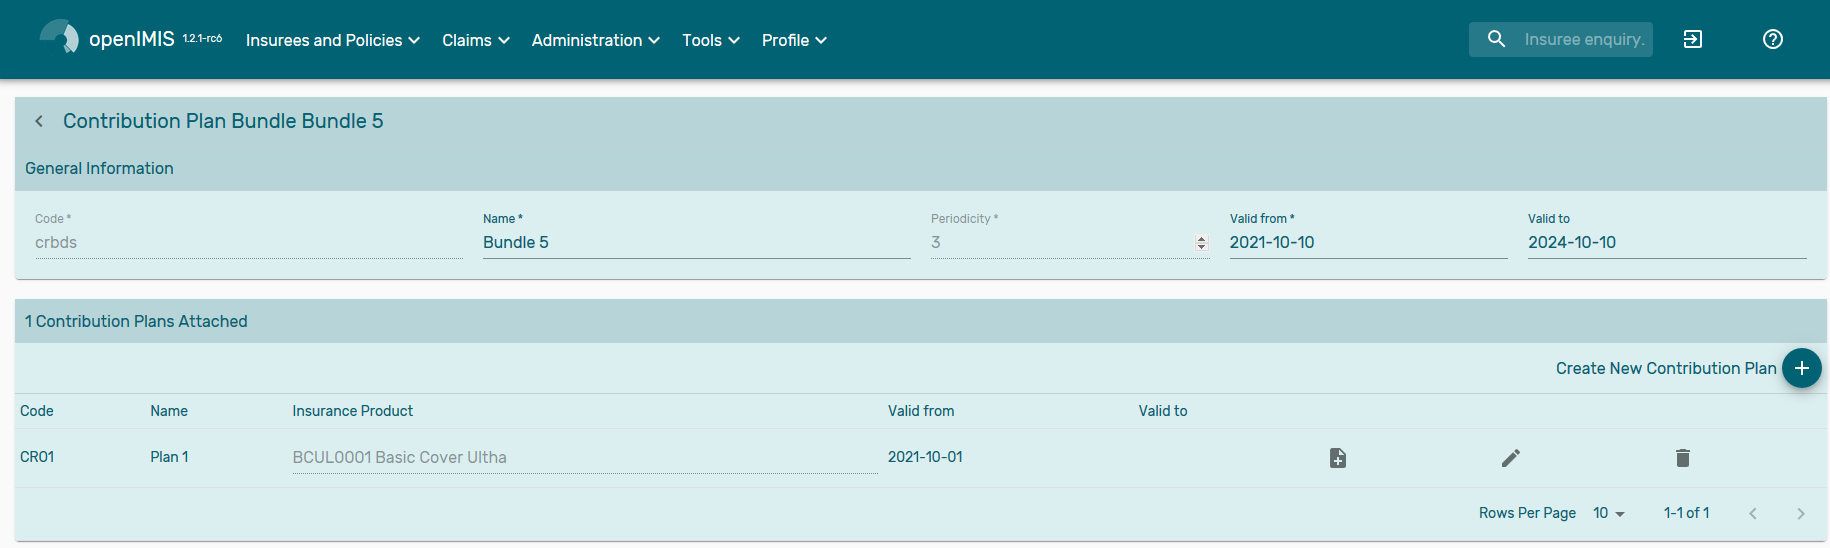 openIMIS 1.2.1-rc6 Insurees and Policies Claims Administration Tools Profile Insuree enquiry.
Contribution Plan Bundle Bundle 5
General Information
Code * Name * Periodicity * Valid from * Valid to
crbds Bundle 5 3 2021-10-10 2024-10-10
1 Contribution Plans Attached
Create New Contribution Plan
Code Name Insurance Product Valid from Valid to
CR01 Plan 1 BCUL0001 Basic Cover Ultha 2021-10-01
Rows Per Page 10 1-1 of 1